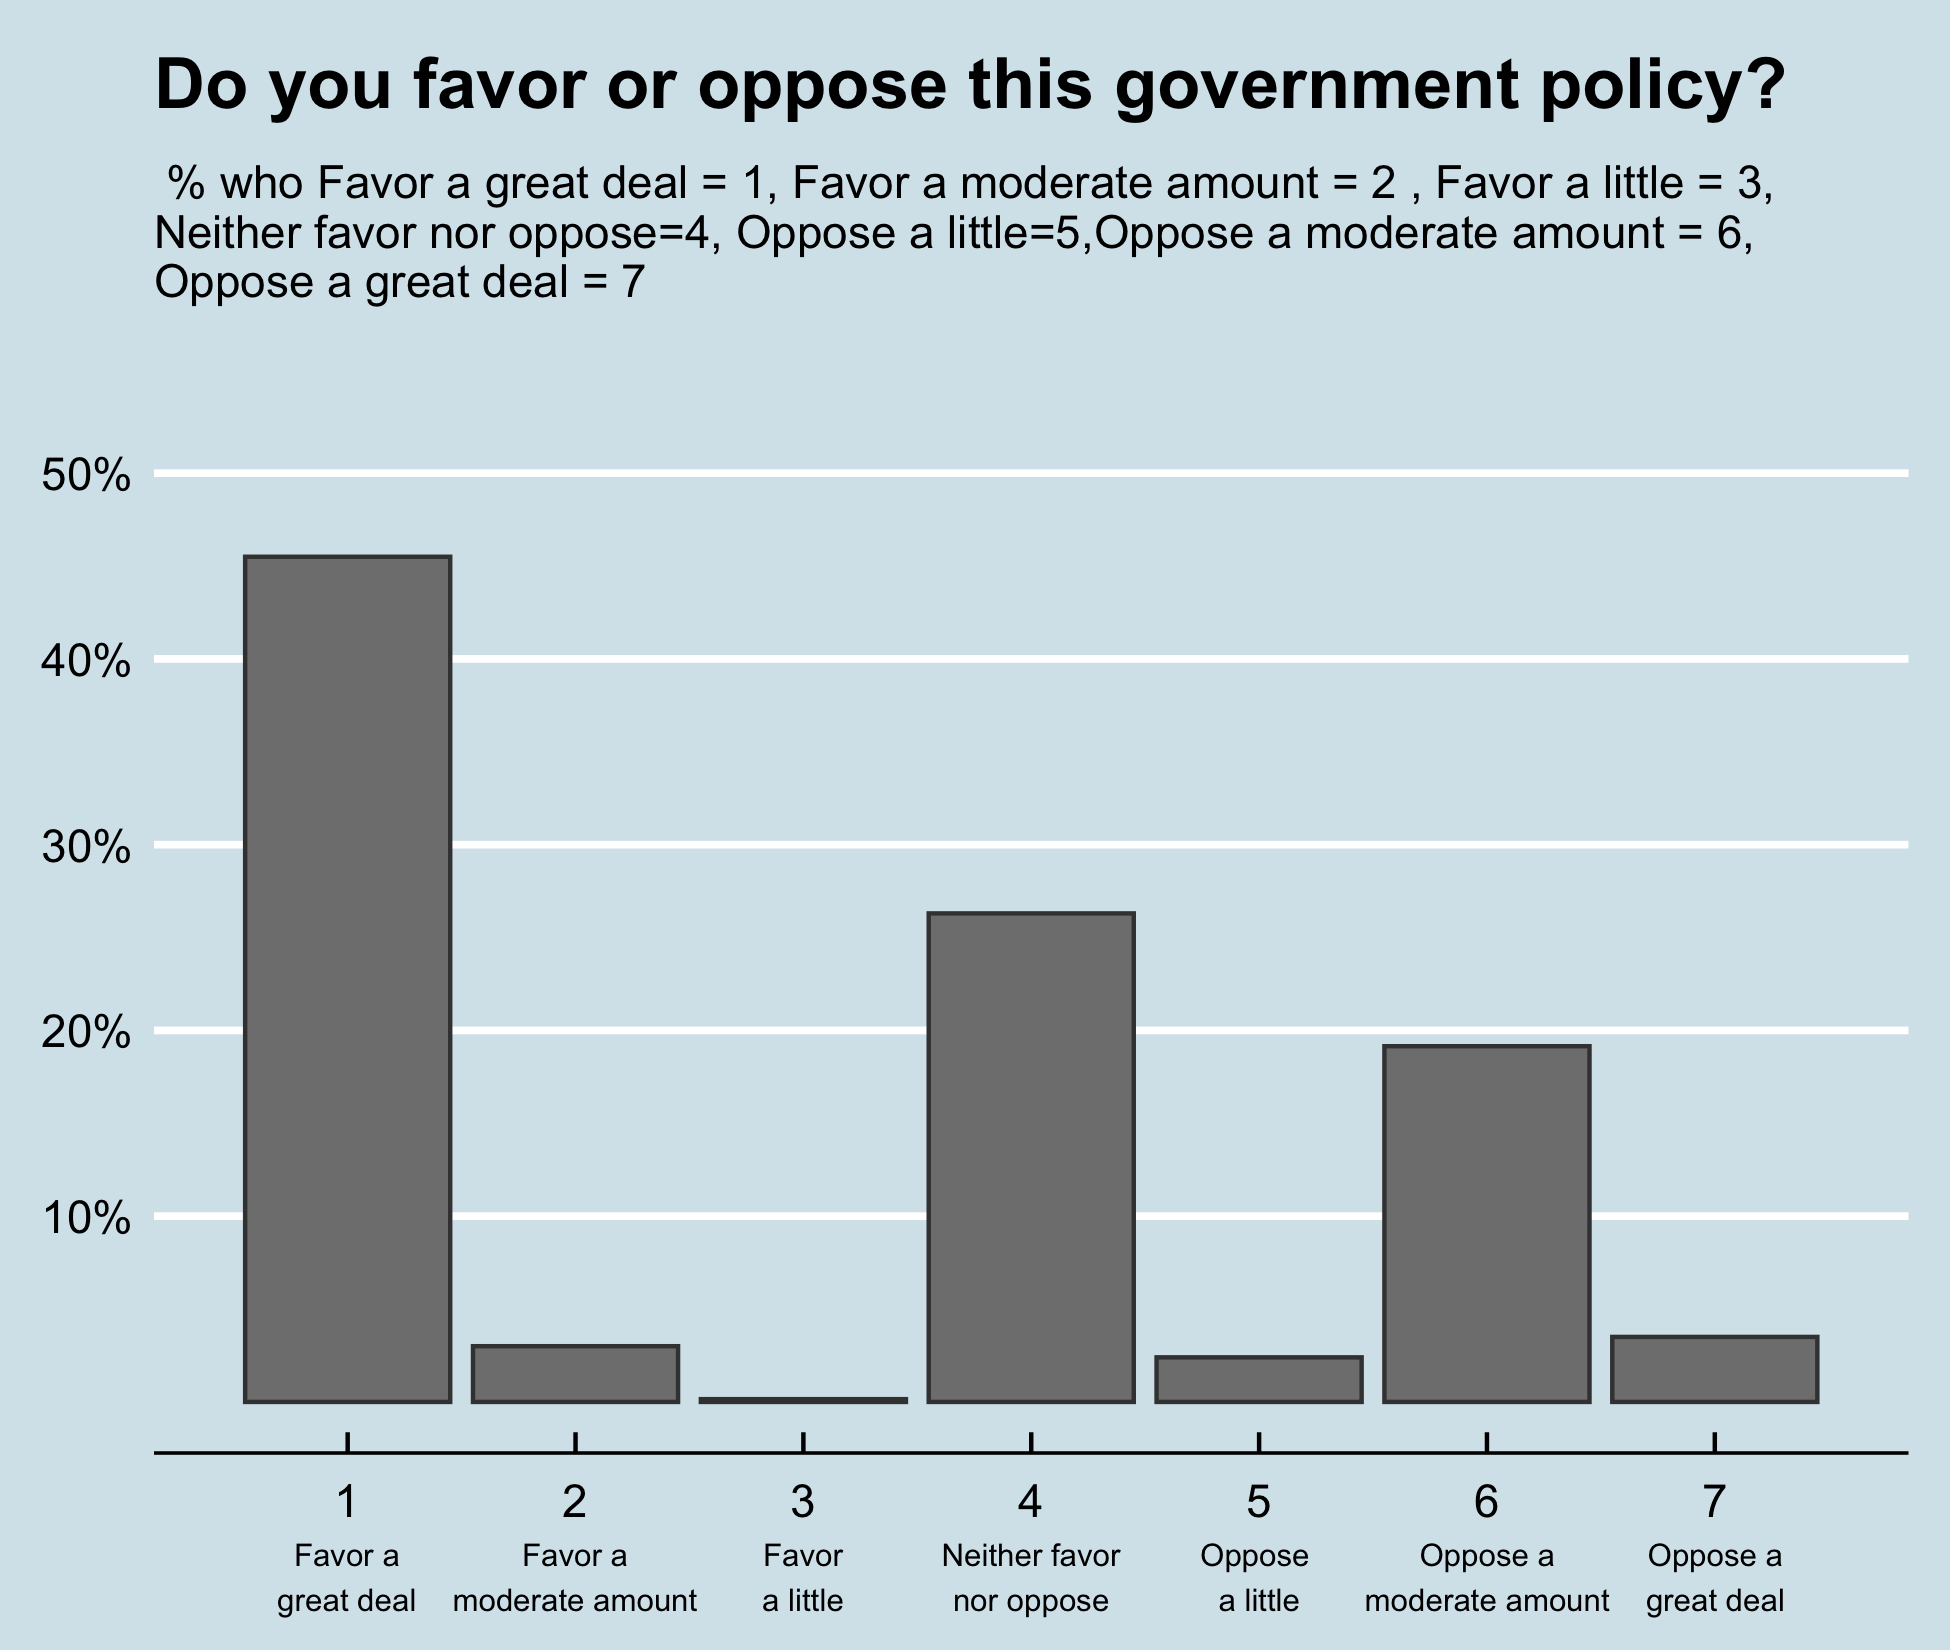 Do you favor or oppose this government policy?
% who Favor a great deal = 1, Favor a moderate amount = 2 , Favor a little = 3,
Neither favor nor oppose=4, Oppose a little=5,Oppose a moderate amount = 6,
Oppose a great deal = 7
50%
40%
30%
20%
10%
1 2 3 4 5 6 7
Favor a Favor a Favor Neither favor Oppose Oppose a Oppose a
great deal moderate amount a little nor oppose a little moderate amount great deal